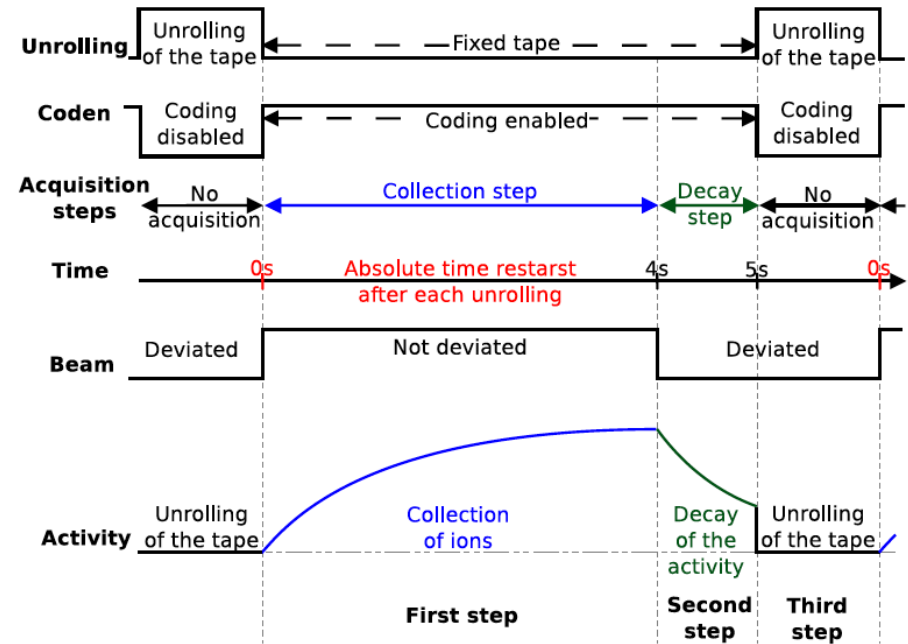 Unrolling
Unrolling
of the tape
Fixed tape
Unrolling
of the tape
Coden
Coding
disabled
Coding enabled
Coding
disabled
Acquisition
steps
No
acquisition
Collection step
Decay
step
No
acquisition
Time
0s
Absolute time restarst
after each unrolling
4s
5s
0s
Beam
Deviated
Not deviated
Deviated
Activity
Unrolling
of the tape
Collection
of ions
Decay
of the
activity
Unrolling
of the tape
First step
Second
step
Third
step